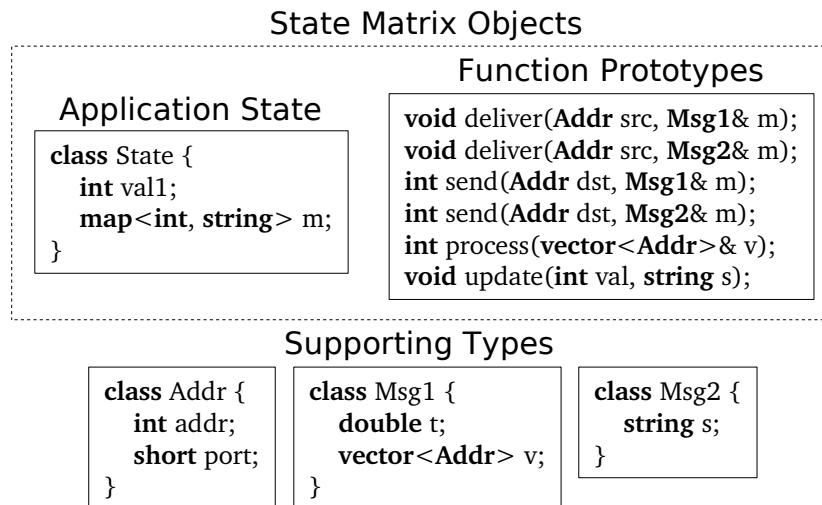 State Matrix Objects
Application State
class State {
int val1;
map<int, string> m;
}
Function Prototypes
void deliver(Addr src, Msg1& m);
void deliver(Addr src, Msg2& m);
int send(Addr dst, Msg1& m);
int send(Addr dst, Msg2& m);
int process(vector<Addr>& v);
void update(int val, string s);
Supporting Types
class Addr {
int addr;
short port;
}
class Msg1 {
double t;
vector<Addr> v;
}
class Msg2 {
string s;
}